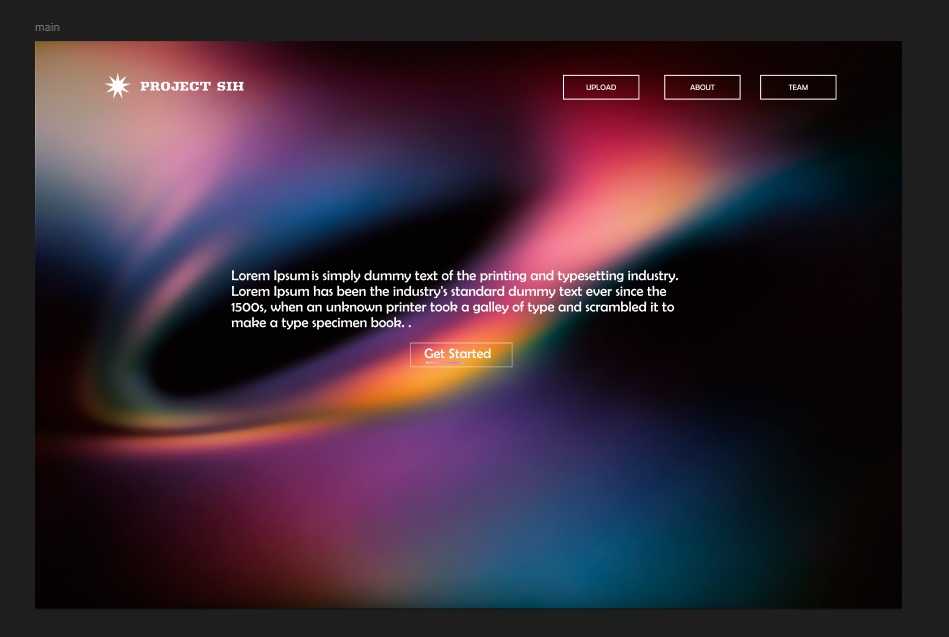 main
PROJECT SIH
UPLOAD
ABOUT
TEAM
Lorem Ipsum is simply dummy text of the printing and typesetting industry.
Lorem Ipsum has been the industry's standard dummy text ever since the
1500s, when an unknown printer took a galley of type and scrambled it to
make a type specimen book. .
Get Started